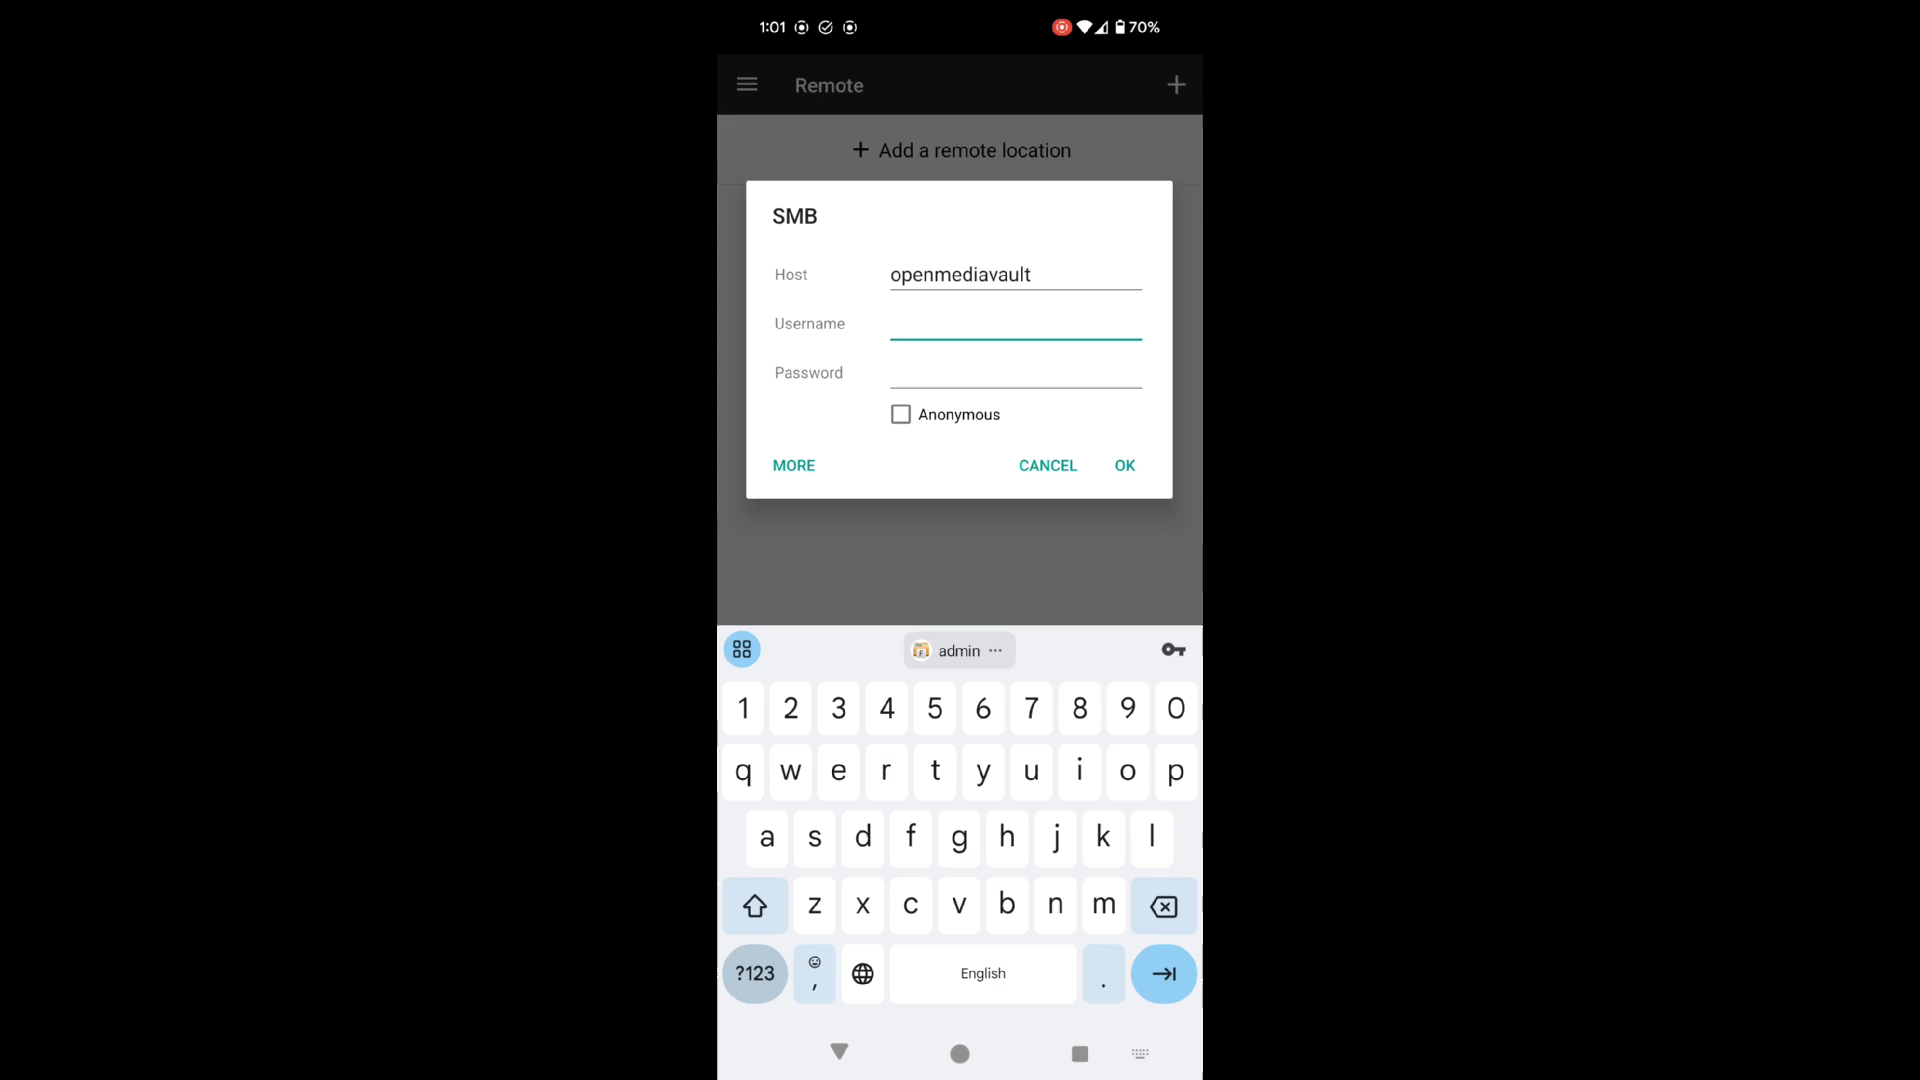 1:01 70%
Remote
+ Add a remote location
SMB
Host openmediavault
Username
Password
Anonymous
MORE CANCEL OK
admin ···
1 2 3 4 5 6 7 8 9 0
q w e r t y u i o p
a s d f g h j k l
z x c v b n m
?123 , English .